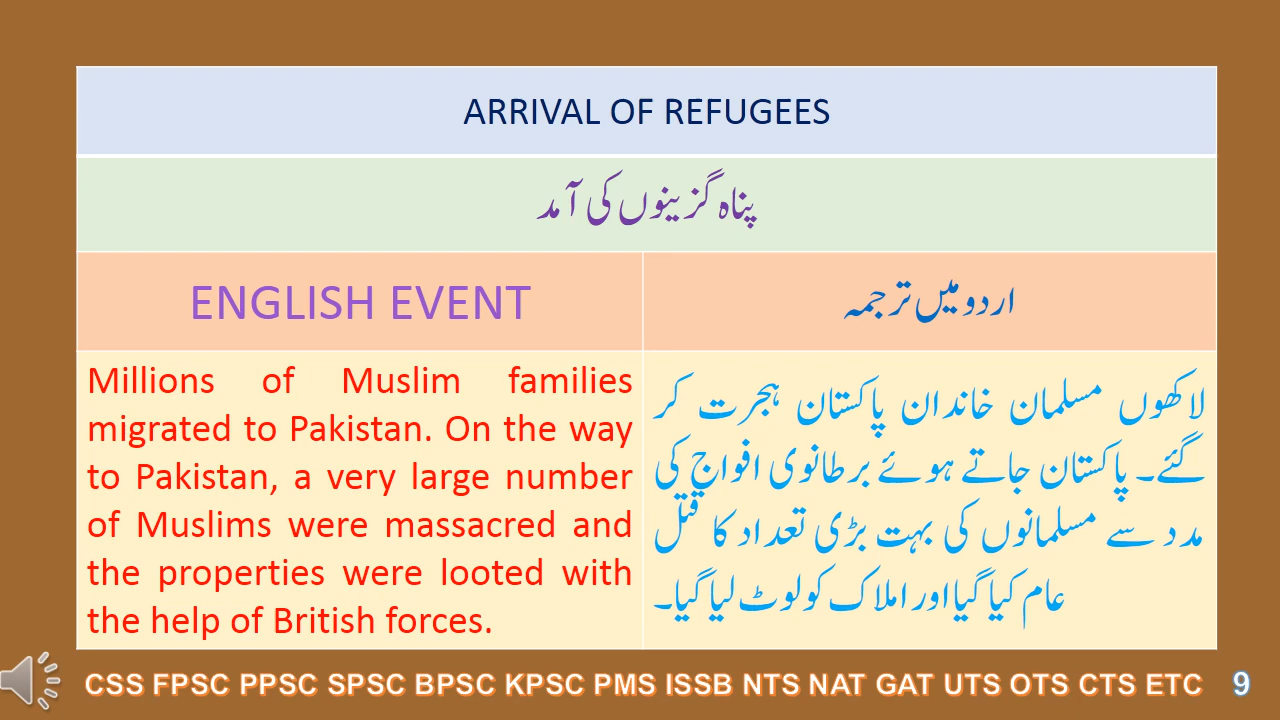 ARRIVAL OF REFUGEES
پناہ گزینوں کی آمد
ENGLISH EVENT
اردو میں ترجمہ
Millions of Muslim families
migrated to Pakistan. On the way
to Pakistan, a very large number
of Muslims were massacred and
the properties were looted with
the help of British forces.
لاکھوں مسلمان خاندان پاکستان ہجرت کر
گئے۔ پاکستان جاتے ہوئے برطانوی افواج کی
مدد سے مسلمانوں کی بہت بڑی تعداد کا قتل
عام کیا گیا اور املاک کو لوٹ لیا گیا۔
CSS FPSC PPSC SPSC BPSC KPSC PMS ISSB NTS NAT GAT UTS OTS CTS ETC 9